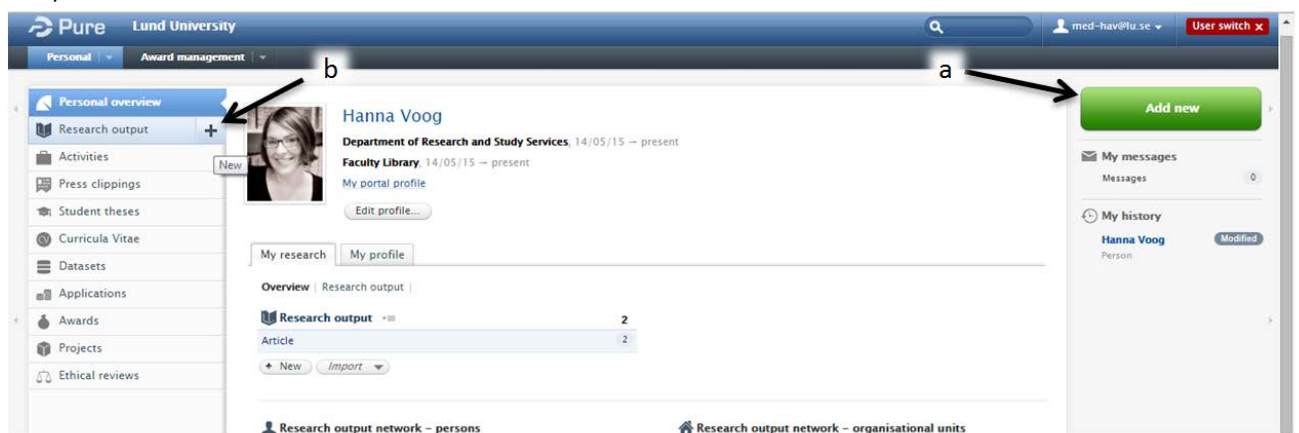 Pure Lund University
med-hav@lu.se
User switch x
Personal
Award management
b
a
Personal overview
Research output
+
New
Activities
Press clippings
Student theses
CV Curricula Vitae
Datasets
Applications
Awards
Projects
Ethical reviews
Hanna Voog
Department of Research and Study Services, 14/05/15 → present
Faculty Library, 14/05/15 → present
My portal profile
Edit profile...
My research
My profile
Overview | Research output |
Research output 2
Article 2
+ New
Import
Research output network – persons
Research output network – organisational units
Add new
My messages
Messages 0
My history
Hanna Voog Modified
Person